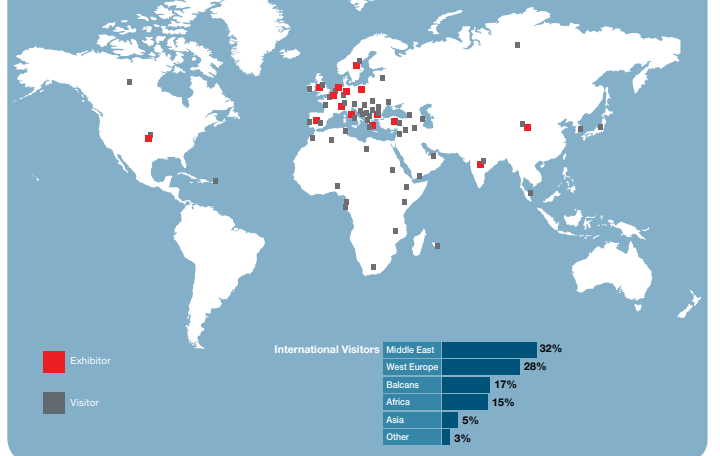 Exhibitor
Visitor
International Visitors
Middle East 32%
West Europe 28%
Balcans 17%
Africa 15%
Asia 5%
Other 3%